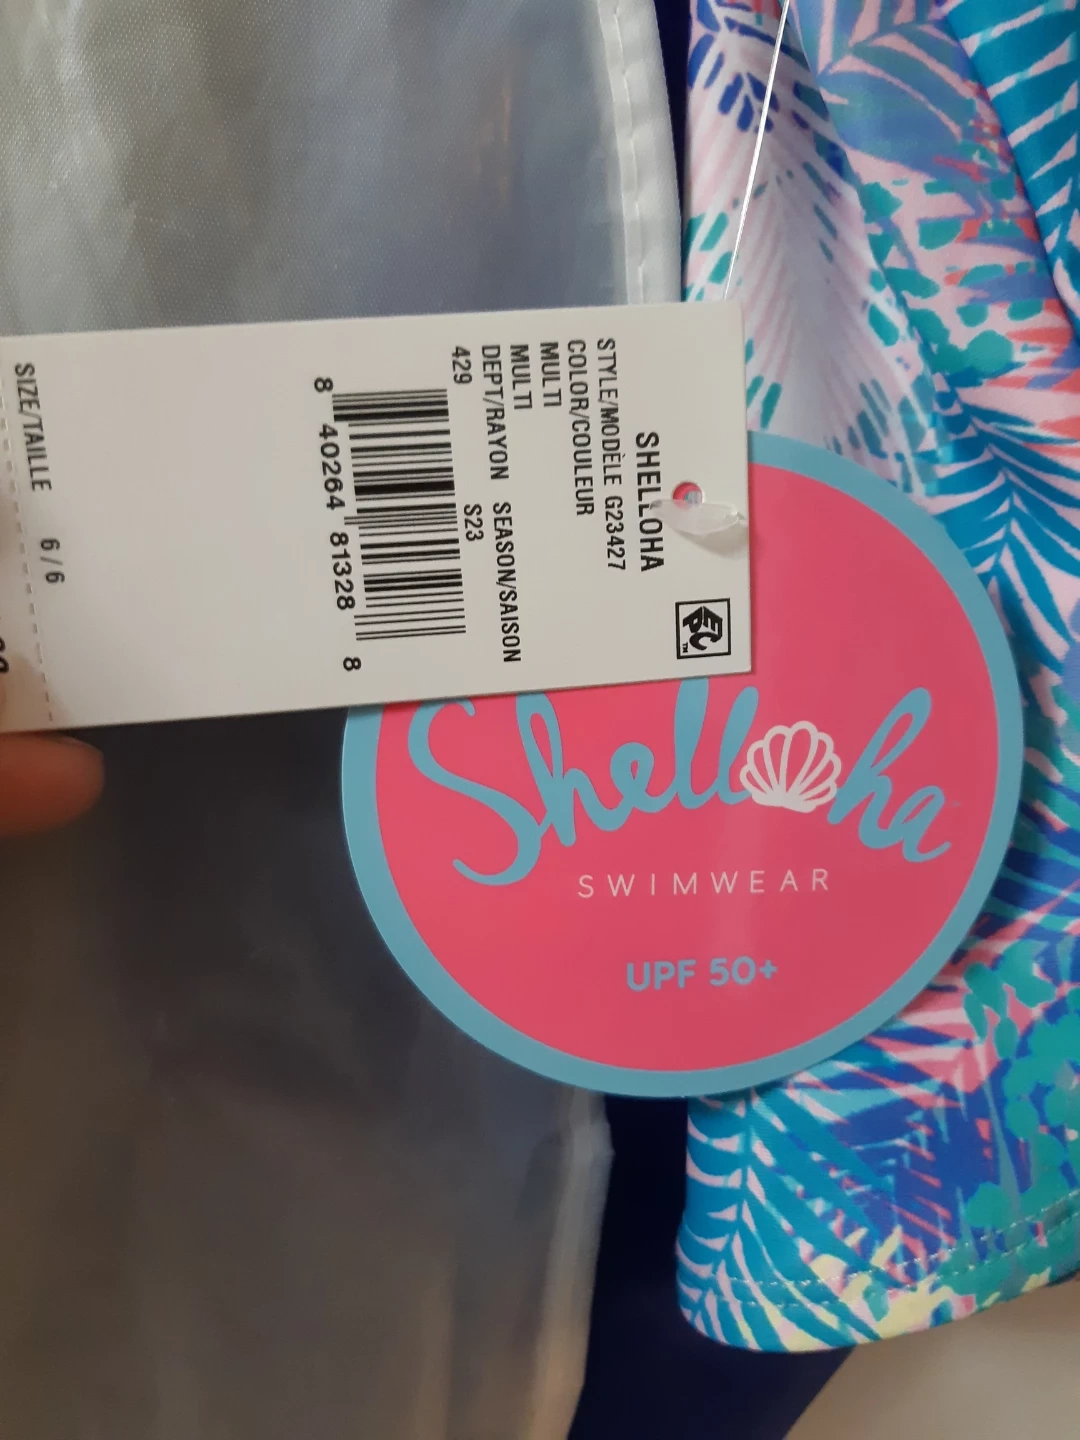 SHELLOHA
STYLE/MODÈLE G23427
COLOR/COULEUR
MULTI
MULTI
DEPT/RAYON SEASON/SAISON
429 S23
8 40264 81328 8
SIZE/TAILLE 6/6
Shelloha
SWIMWEAR
UPF 50+